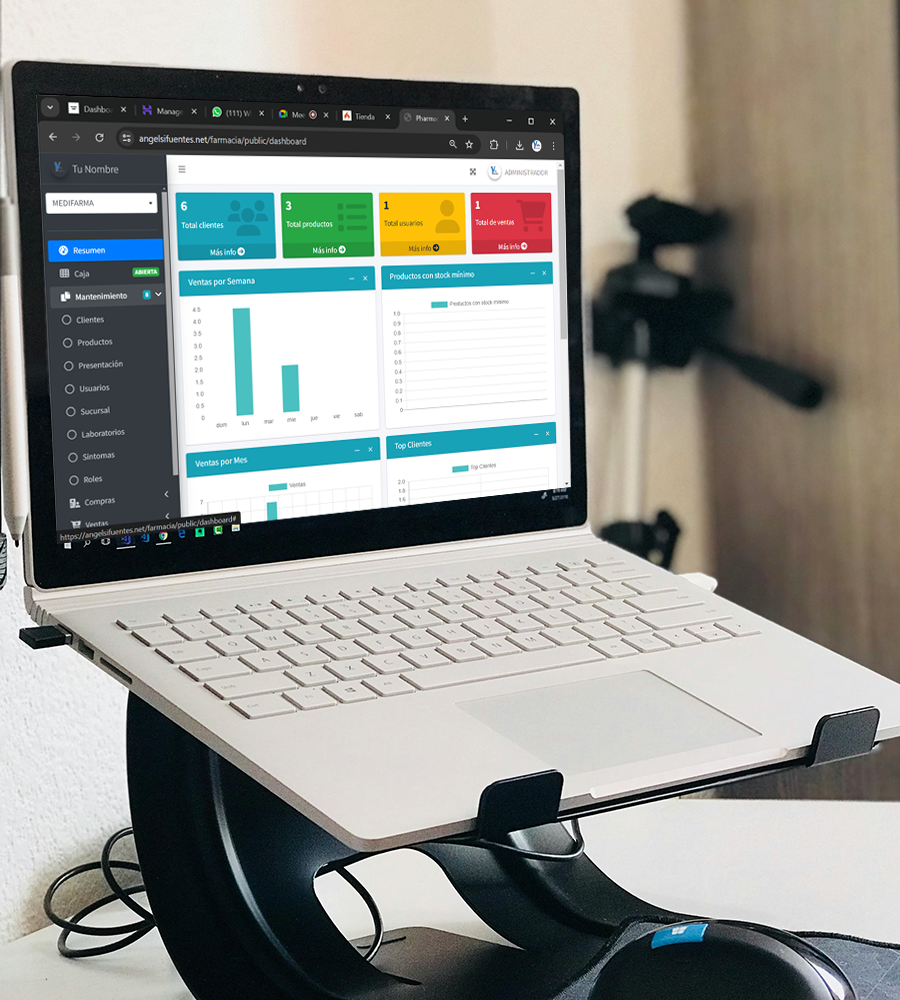 Dashbo
Manage
(111) W
Mee
Tienda
Pharma
angelsifuentes.net/farmacia/public/dashboard
Tu Nombre
ADMINISTRADOR
MEDIFARMA
6
Total clientes
Más info
3
Total productos
Más info
1
Total usuarios
Más info
1
Total de ventas
Más info
Resumen
Caja
ABIERTA
Mantenimiento
8
Clientes
Productos
Presentación
Usuarios
Sucursal
Laboratorios
Sintomas
Roles
Compras
Ventas
Ventas por Semana
4.5
4.0
3.5
3.0
2.5
2.0
1.5
1.0
0.5
0
dom lun mar mie jue vie sab
Productos con stock mínimo
Productos con stock mínimo
1.0
0.9
0.8
0.7
0.6
0.5
0.4
0.3
0.2
0.1
0
Ventas por Mes
Ventas
7
Top Clientes
Top Clientes
2.0
1.8
1.6
https://angelsifuentes.net/farmacia/public/dashboard#